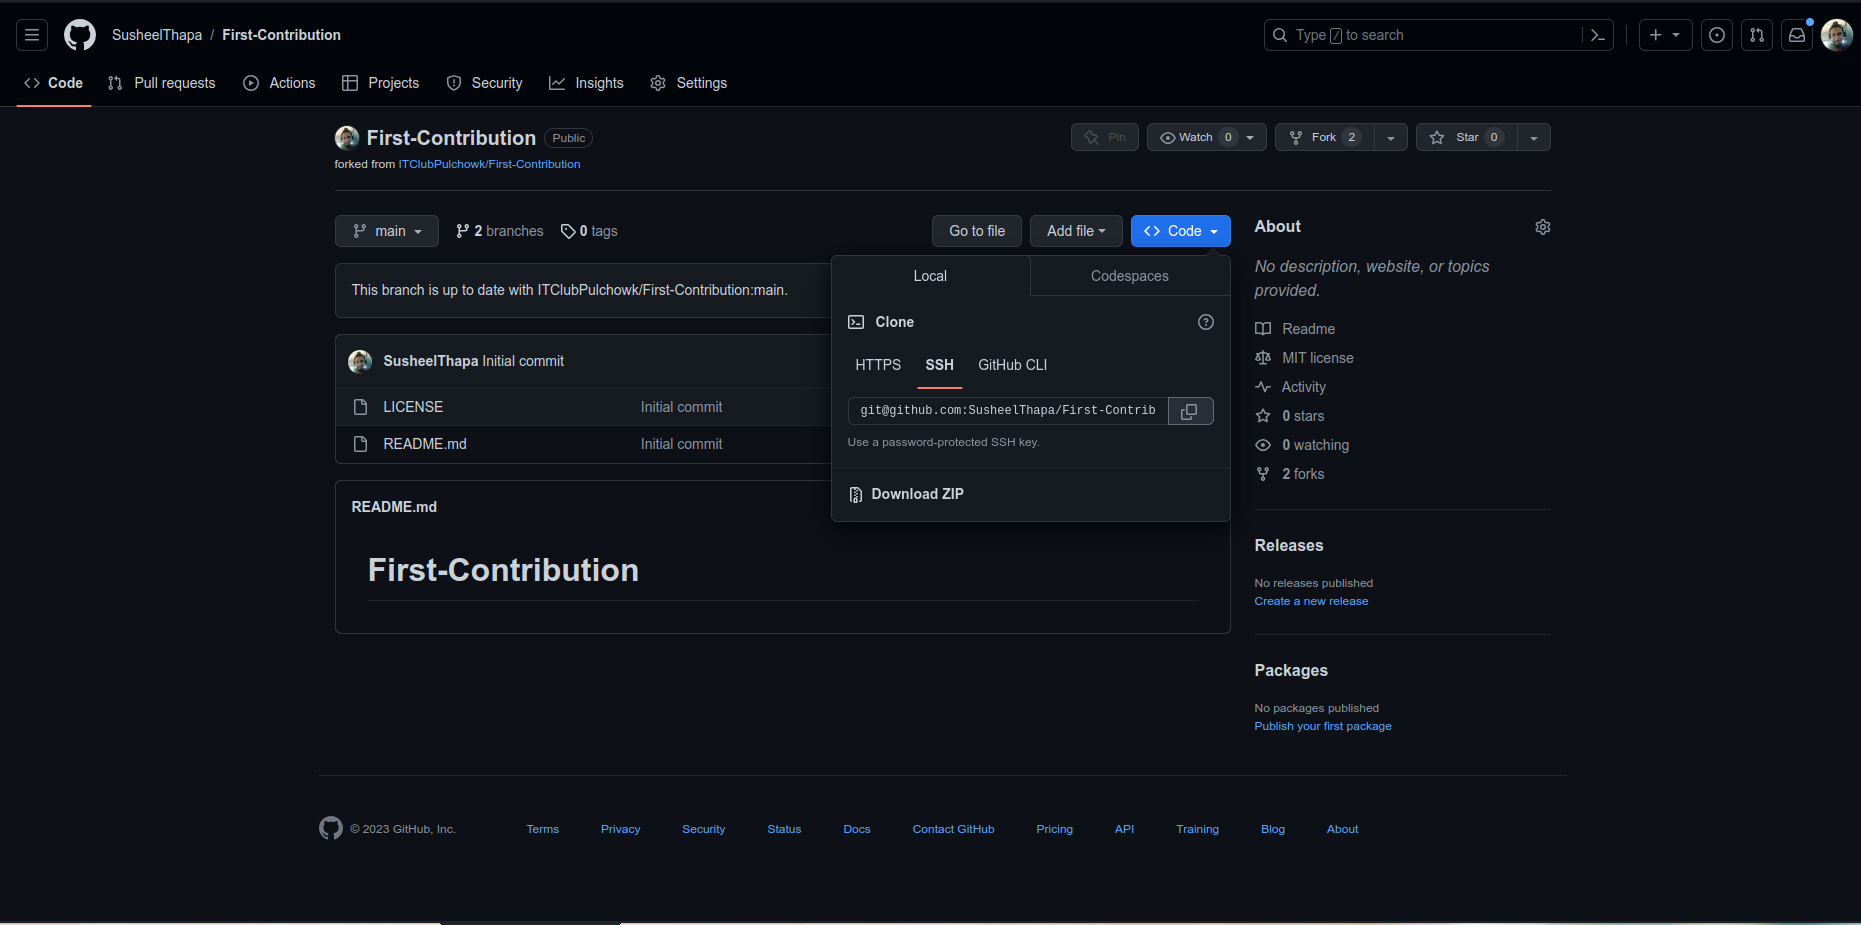 SusheelThapa / First-Contribution
Type / to search
Code Pull requests Actions Projects Security Insights Settings
First-Contribution Public
Pin Watch 0 Fork 2 Star 0
forked from ITClubPulchowk/First-Contribution
main 2 branches 0 tags
Go to file Add file Code
This branch is up to date with ITClubPulchowk/First-Contribution:main.
SusheelThapa Initial commit
LICENSE Initial commit
README.md Initial commit
Local Codespaces
Clone
HTTPS SSH GitHub CLI
git@github.com:SusheelThapa/First-Contrib
Use a password-protected SSH key.
Download ZIP
README.md
First-Contribution
About
No description, website, or topics
provided.
Readme
MIT license
Activity
0 stars
0 watching
2 forks
Releases
No releases published
Create a new release
Packages
No packages published
Publish your first package
© 2023 GitHub, Inc. Terms Privacy Security Status Docs Contact GitHub Pricing API Training Blog About